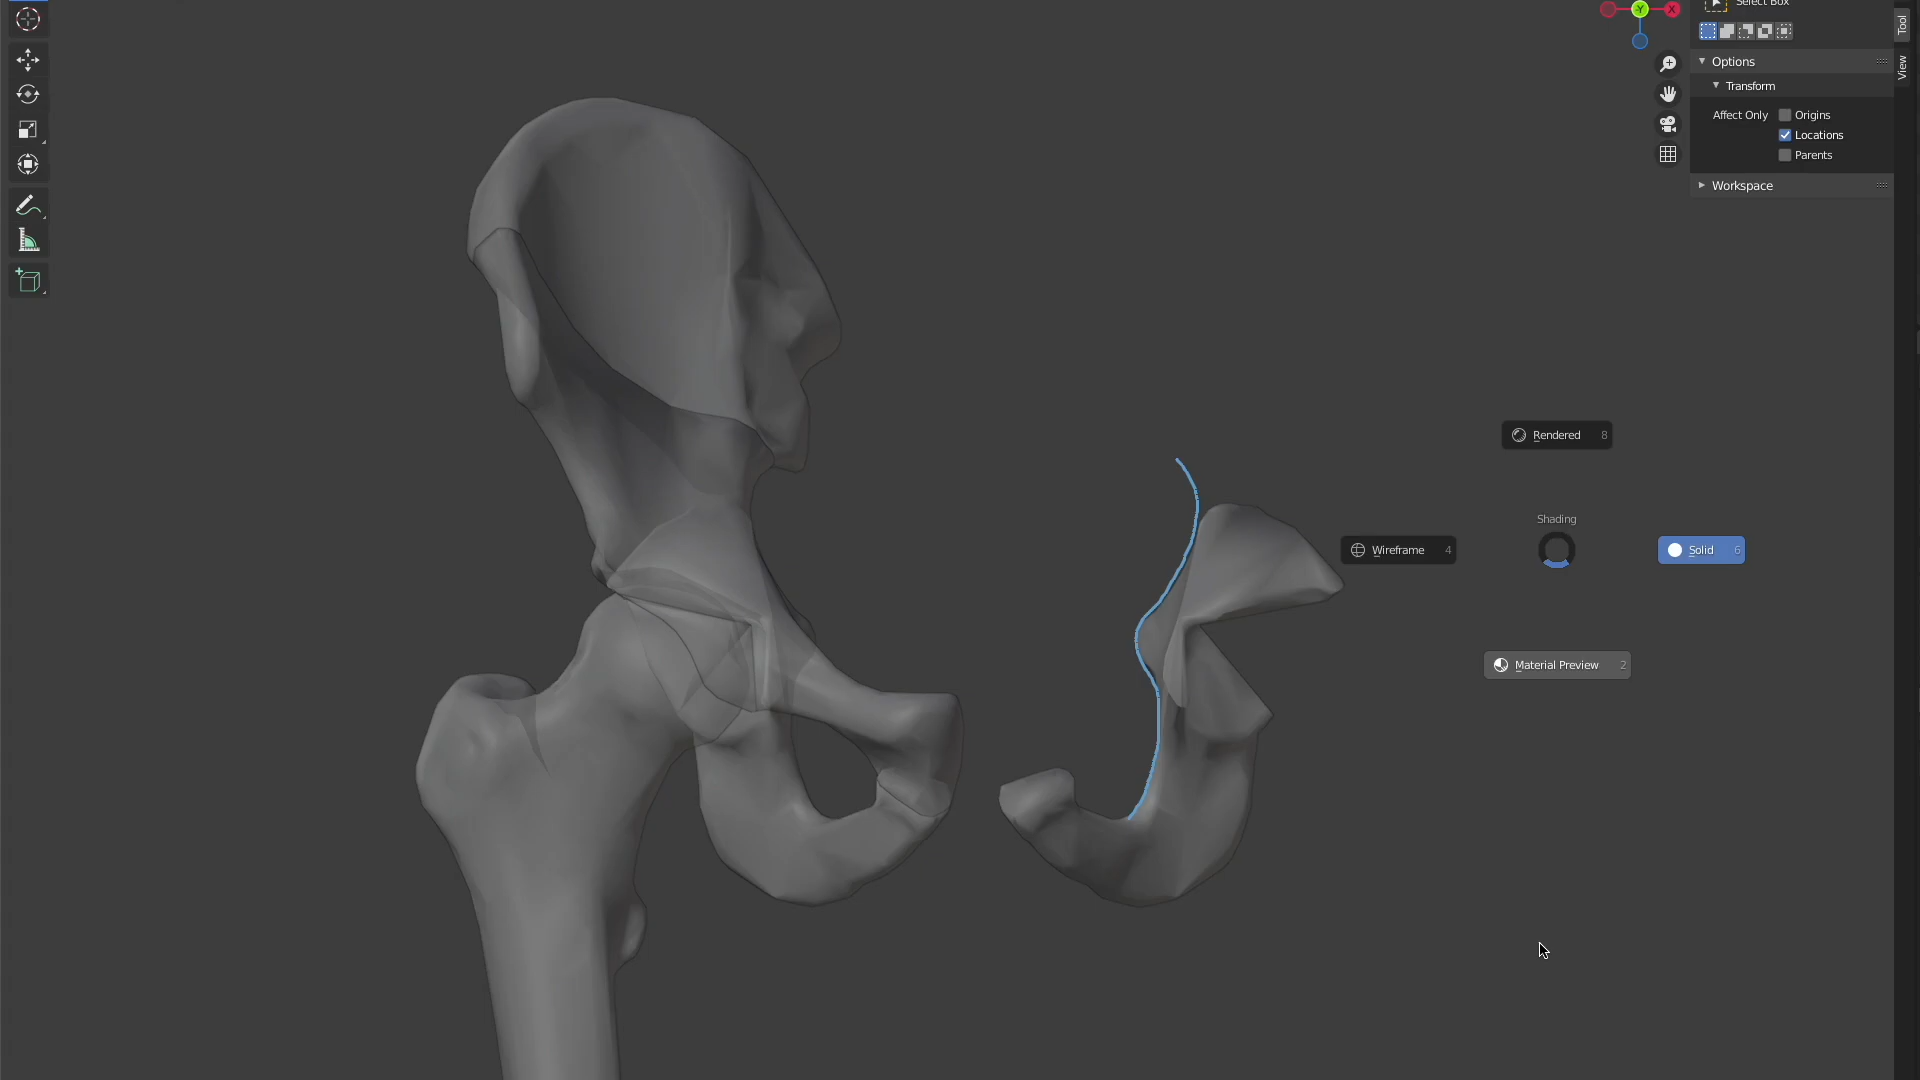 Select Box
Tool
View
-Y
X
Options
Transform
Affect Only
Origins
Locations
Parents
Workspace
Rendered 8
Shading
Wireframe 4
Solid 6
Material Preview 2